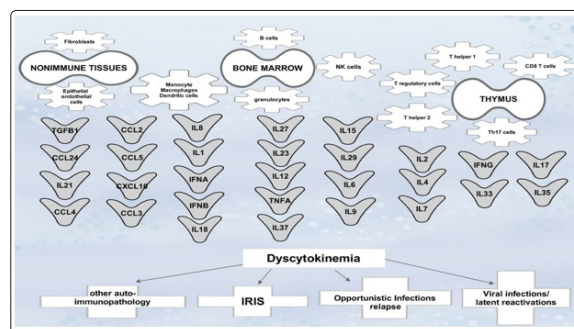 Fibroblasts
NONIMMUNE TISSUES
Epithelial
endothelial
cells
Monocyte
Macrophages
Dendritic cells
B cells
BONE MARROW
granulocytes
NK cells
T helper 1
T regulatory cells
CD8 T cells
THYMUS
T helper 2
Th17 cells
TGFB1
CCL24
IL21
CCL4
CCL2
CCL5
CXCL10
CCL3
IL8
IL1
IFNA
IFNB
IL18
IL27
IL23
IL12
TNFA
IL37
IL15
IL29
IL6
IL9
IL2
IL4
IL7
IFNG
IL33
IL17
IL35
Dyscytokinemia
other auto-
immunopathology
IRIS
Opportunistic Infections
relapse
Viral infections/
latent reactivations